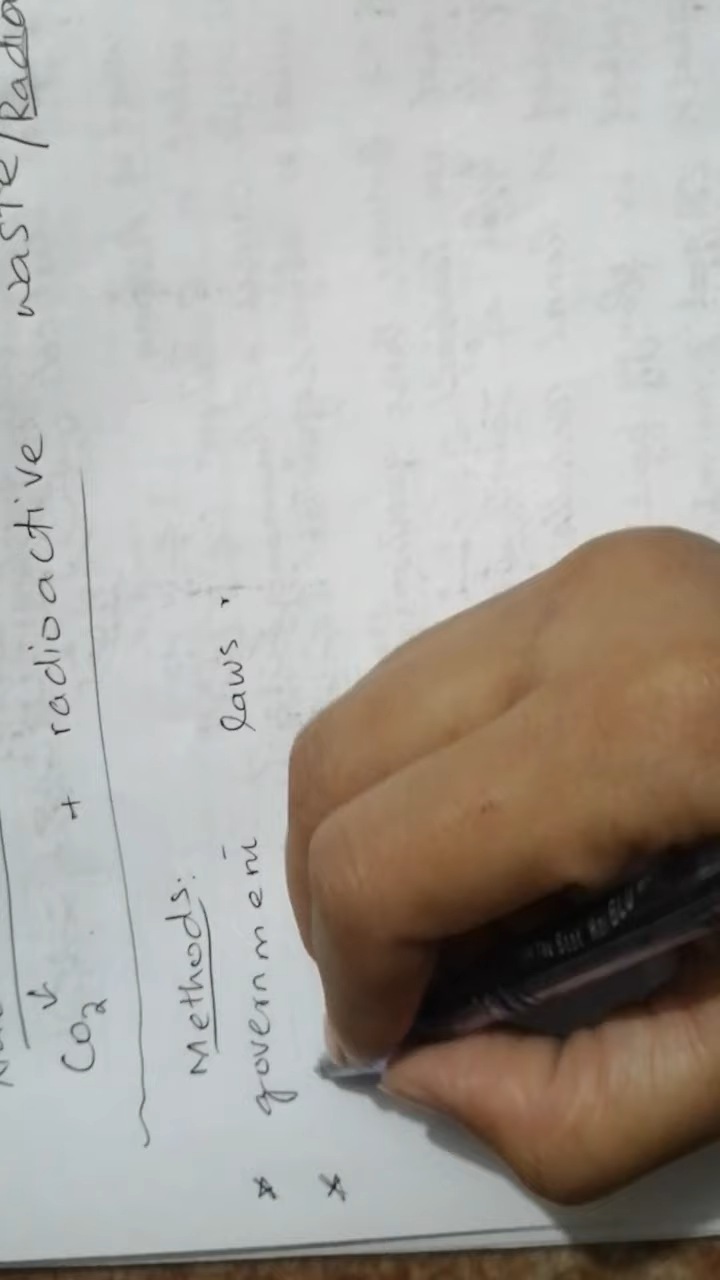 waste/Radio
CO₂ + radioactive
Methods:
* government laws.
*